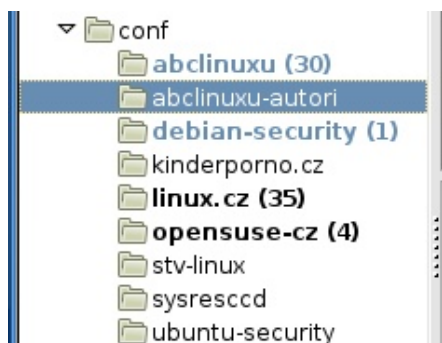 conf
abclinuxu (30)
abclinuxu-autori
debian-security (1)
kinderporno.cz
linux.cz (35)
opensuse-cz (4)
stv-linux
sysresccd
ubuntu-security